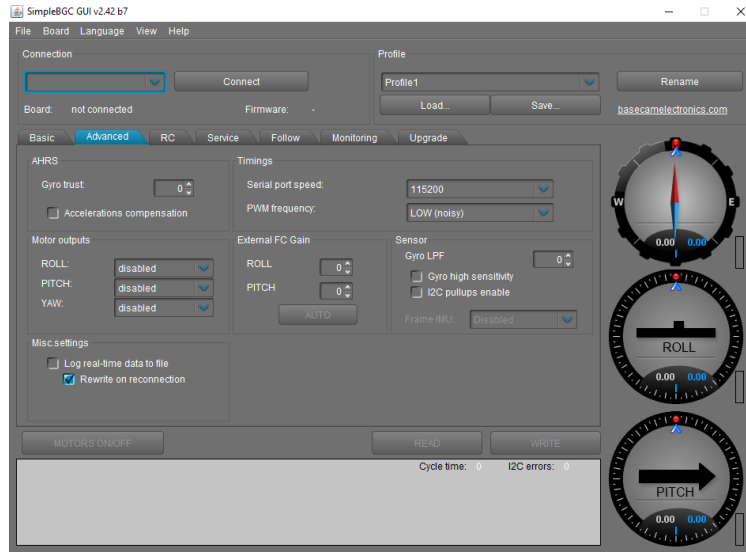 SimpleBGC GUI v2.42 b7
File Board Language View Help
Connection
Connect
Board: not connected Firmware: -
Profile
Profile1
Rename
Load... Save...
basecamelectronics.com
Basic Advanced RC Service Follow Monitoring Upgrade
AHRS
Gyro trust: 0
Accelerations compensation
Timings
Serial port speed: 115200
PWM frequency: LOW (noisy)
Motor outputs
ROLL: disabled
PITCH: disabled
YAW: disabled
External FC Gain
ROLL 0
PITCH 0
AUTO
Sensor
Gyro LPF 0
Gyro high sensitivity
I2C pullups enable
Frame IMU: Disabled
Misc.settings
Log real-time data to file
Rewrite on reconnection
MOTORS ON/OFF READ WRITE
Cycle time: 0 I2C errors: 0
W E
0.00 0.00
ROLL
0.00 0.00
PITCH
0.00 0.00